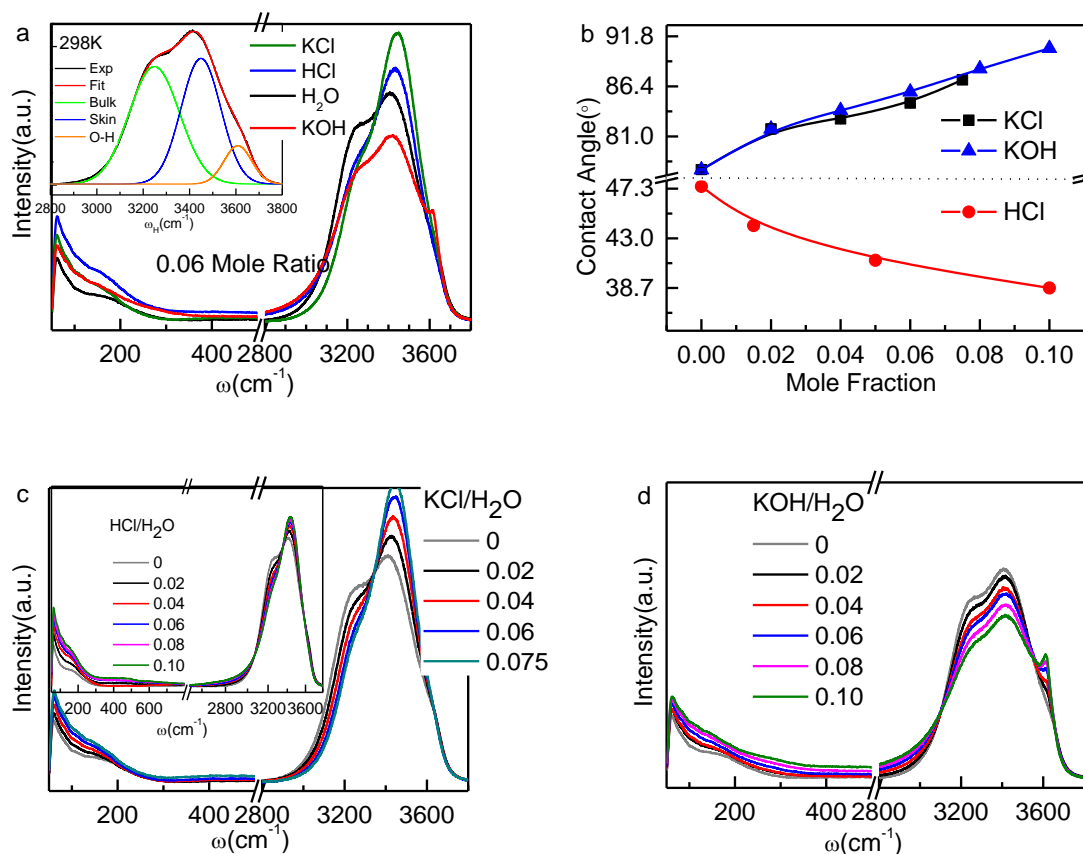 a
298K
Exp
Fit
Bulk
Skin
O-H
2800 3000 3200 3400 3600 3800
ω_H(cm⁻¹)
KCl
HCl
H₂O
KOH
0.06 Mole Ratio
Intensity(a.u.)
200 400 2800 3200 3600
ω(cm⁻¹)
b
91.8
86.4
81.0
47.3
43.0
38.7
Contact Angle(°)
KCl
KOH
HCl
0.00 0.02 0.04 0.06 0.08 0.10
Mole Fraction
c
HCl/H₂O
0
0.02
0.04
0.06
0.08
0.10
200 400 600 2800 3200 3600
ω(cm⁻¹)
KCl/H₂O
0
0.02
0.04
0.06
0.075
Intensity(a.u.)
200 400 2800 3200 3600
ω(cm⁻¹)
d
KOH/H₂O
0
0.02
0.04
0.06
0.08
0.10
Intensity(a.u.)
200 2800 3200 3600
ω(cm⁻¹)